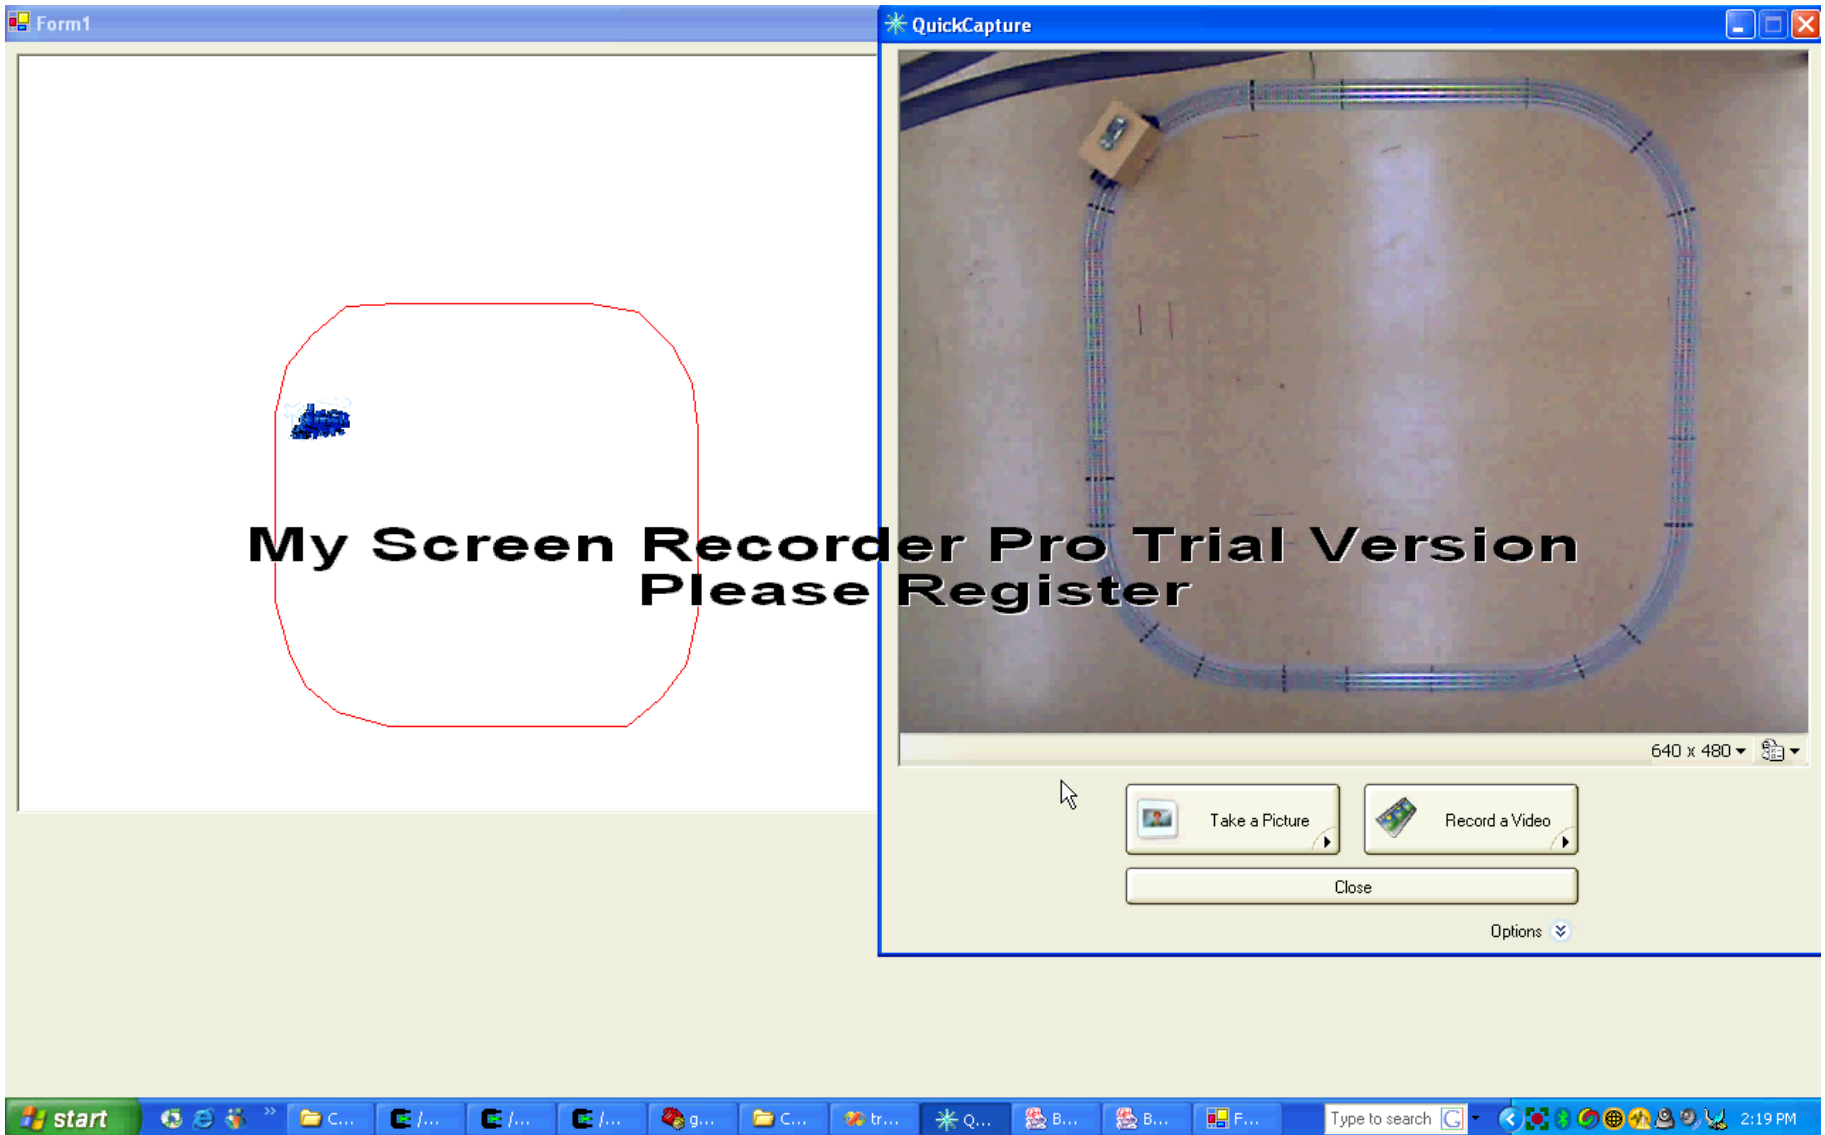 Form1
QuickCapture
My Screen Recorder Pro Trial Version
Please Register
640 x 480
Take a Picture
Record a Video
Close
Options
start
C...
/...
/...
/...
g...
C...
tr...
Q...
B...
B...
F...
Type to search
G
2:19 PM